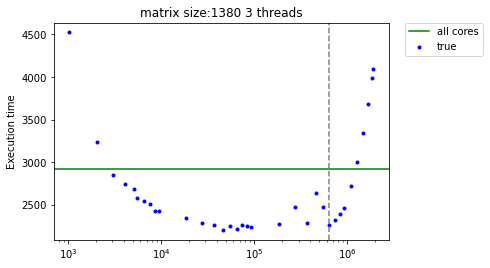 matrix size:1380 3 threads
all cores
true
Execution time
4500
4000
3500
3000
2500
10³ 10⁴ 10⁵ 10⁶